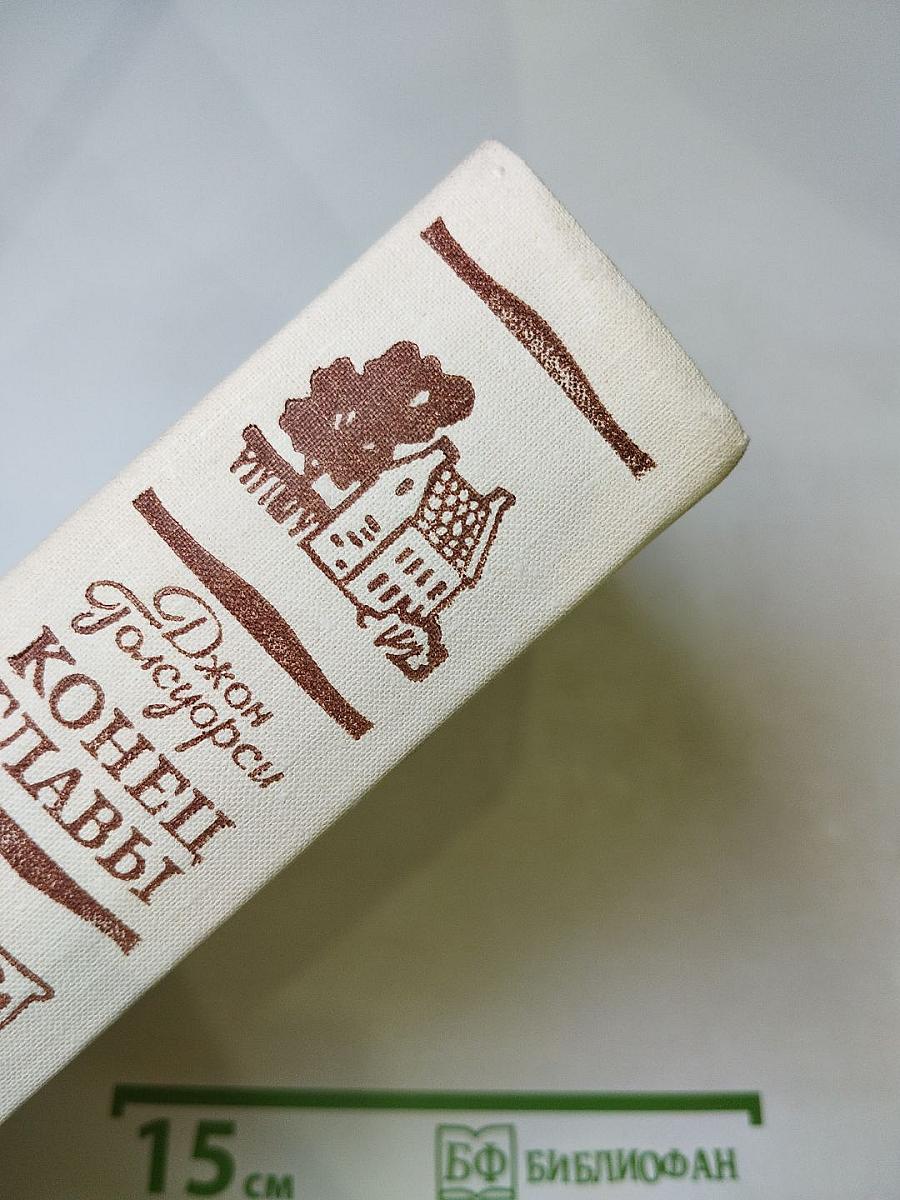 Джон
Голсуорси
КОНЕЦ
ГЛАВЫ
15 см
БФ БИБЛИОФАН